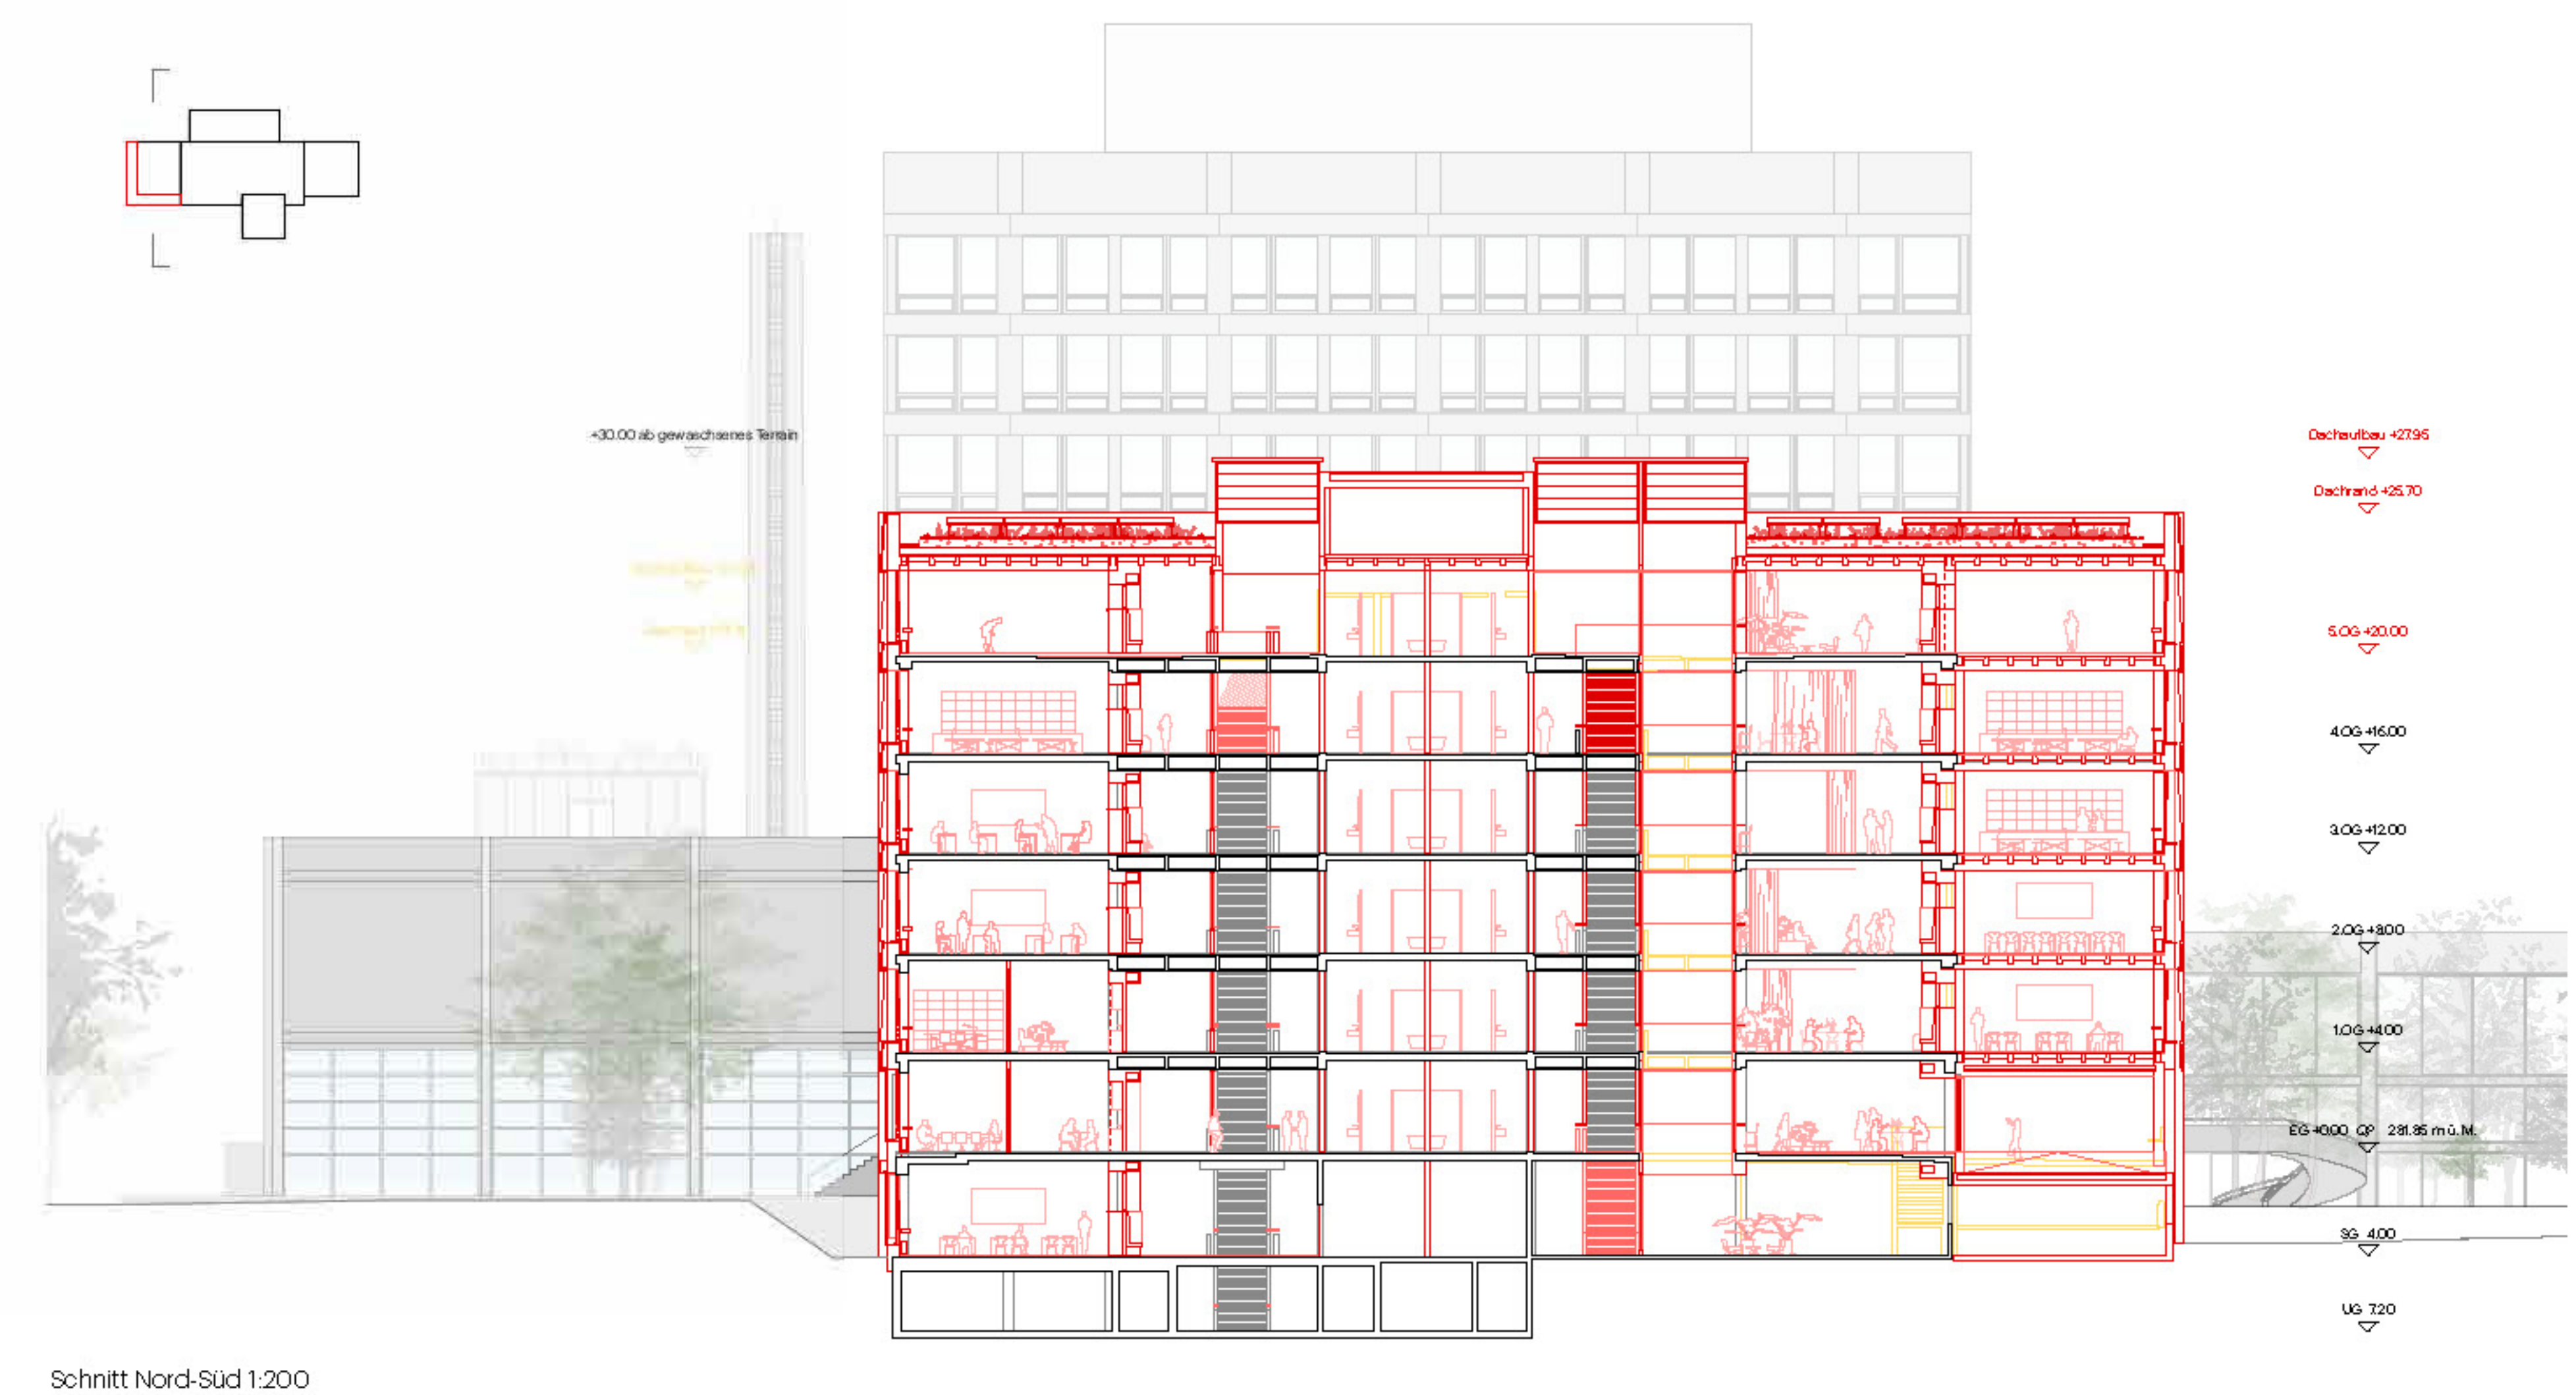 +30.00 ab gewaschsenes Terrain
Dachaufbau +27.95
Dachrand +25.70
5.OG +20.00
4.OG +16.00
3.OG +12.00
2.OG +8.00
1.OG +4.00
EG +0.00 QP 281.85 m ü. M.
SG 4.00
UG 7.20
Schnitt Nord-Süd 1:200